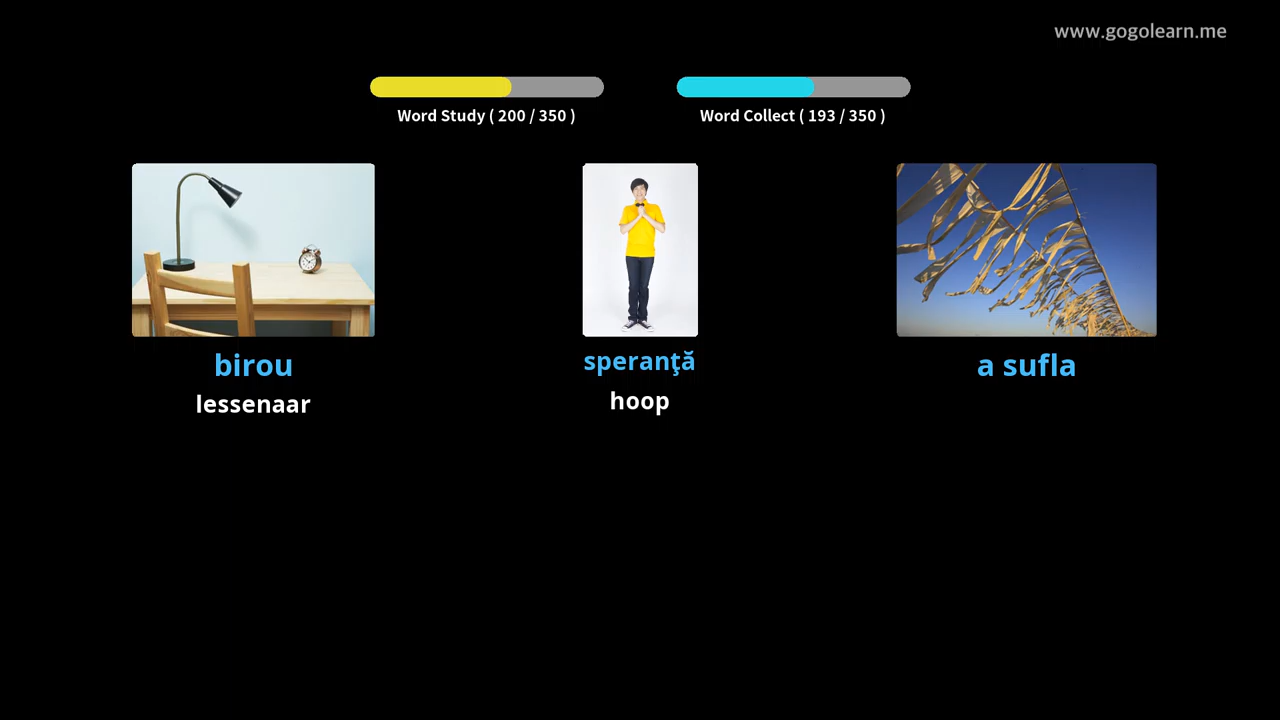 www.gogolearn.me
Word Study ( 200 / 350 )
Word Collect ( 193 / 350 )
birou
lessenaar
speranţă
hoop
a sufla